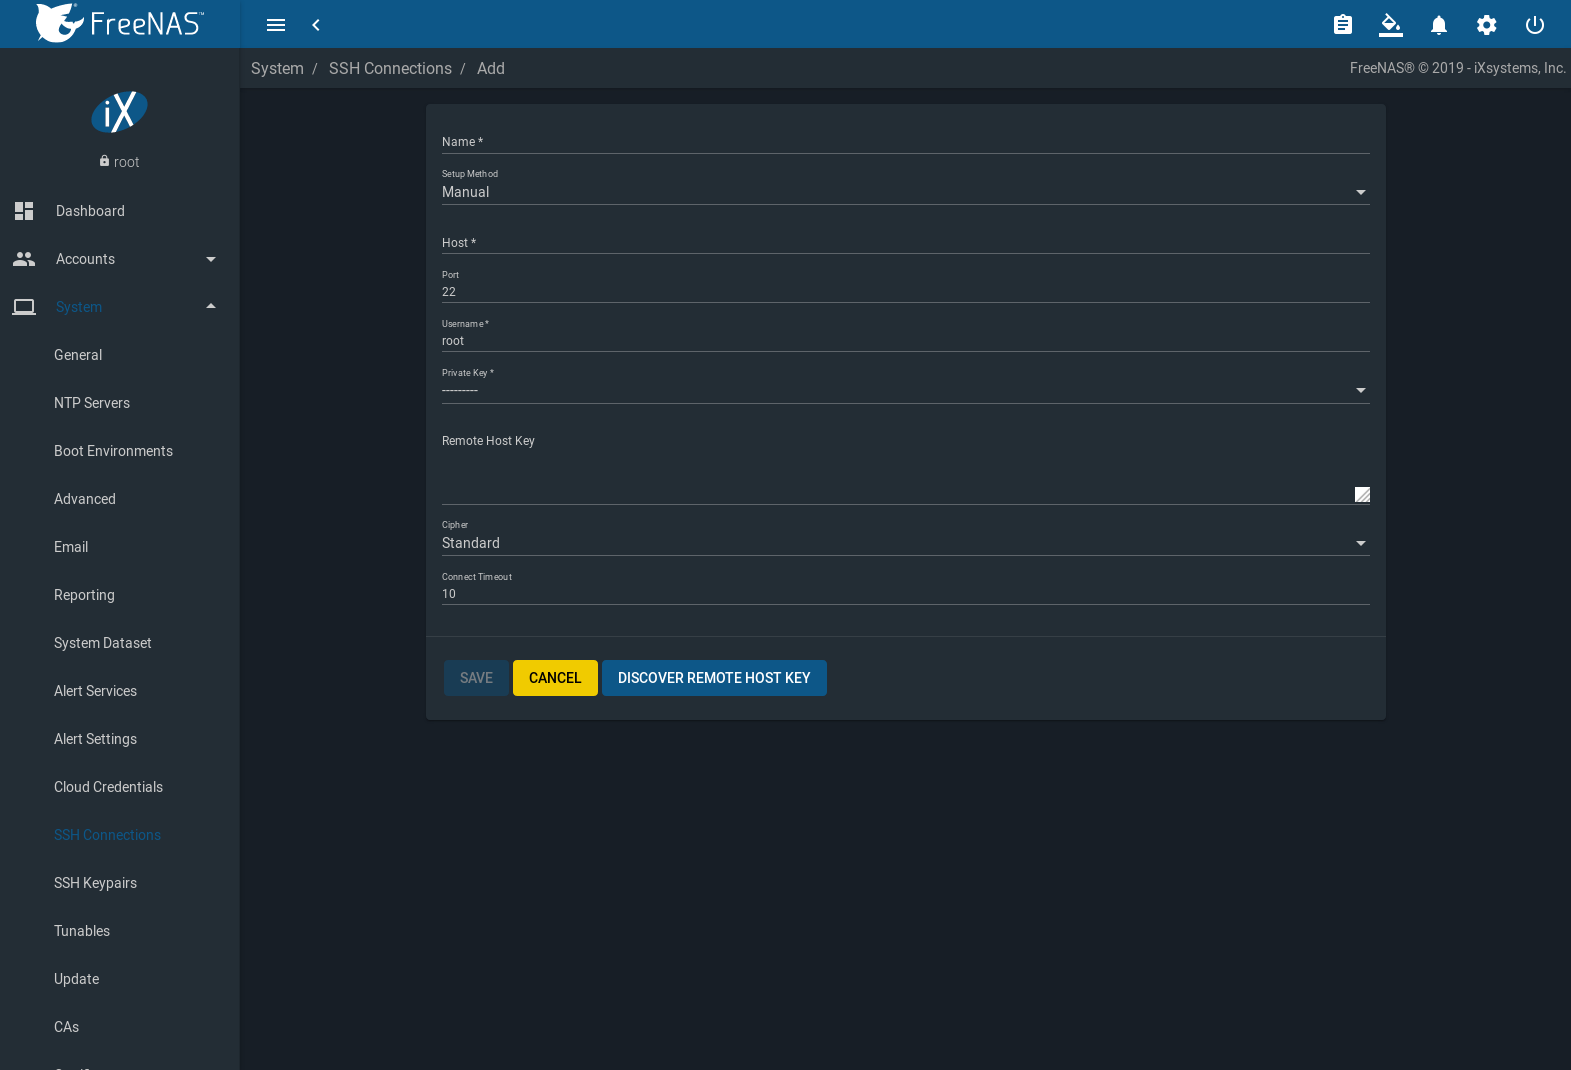 FreeNAS™
System / SSH Connections / Add
FreeNAS® © 2019 - iXsystems, Inc.
iX
root
Dashboard
Accounts
System
General
NTP Servers
Boot Environments
Advanced
Email
Reporting
System Dataset
Alert Services
Alert Settings
Cloud Credentials
SSH Connections
SSH Keypairs
Tunables
Update
CAs
Name *
Setup Method
Manual
Host *
Port
22
Username *
root
Private Key *
---------
Remote Host Key
Cipher
Standard
Connect Timeout
10
SAVE CANCEL DISCOVER REMOTE HOST KEY